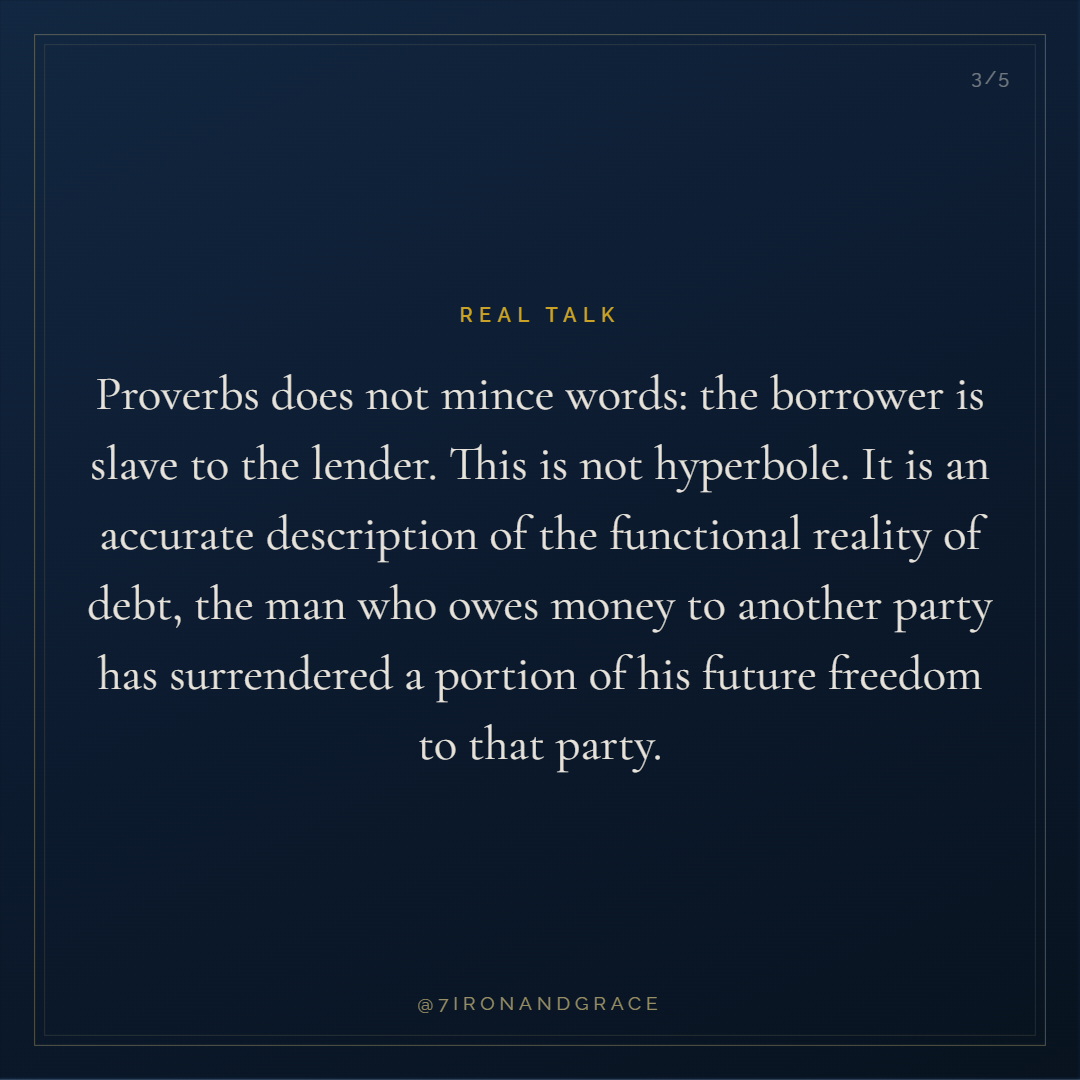 3/5
REAL TALK
Proverbs does not mince words: the borrower is
slave to the lender. This is not hyperbole. It is an
accurate description of the functional reality of
debt, the man who owes money to another party
has surrendered a portion of his future freedom
to that party.
@7IRONANDGRACE